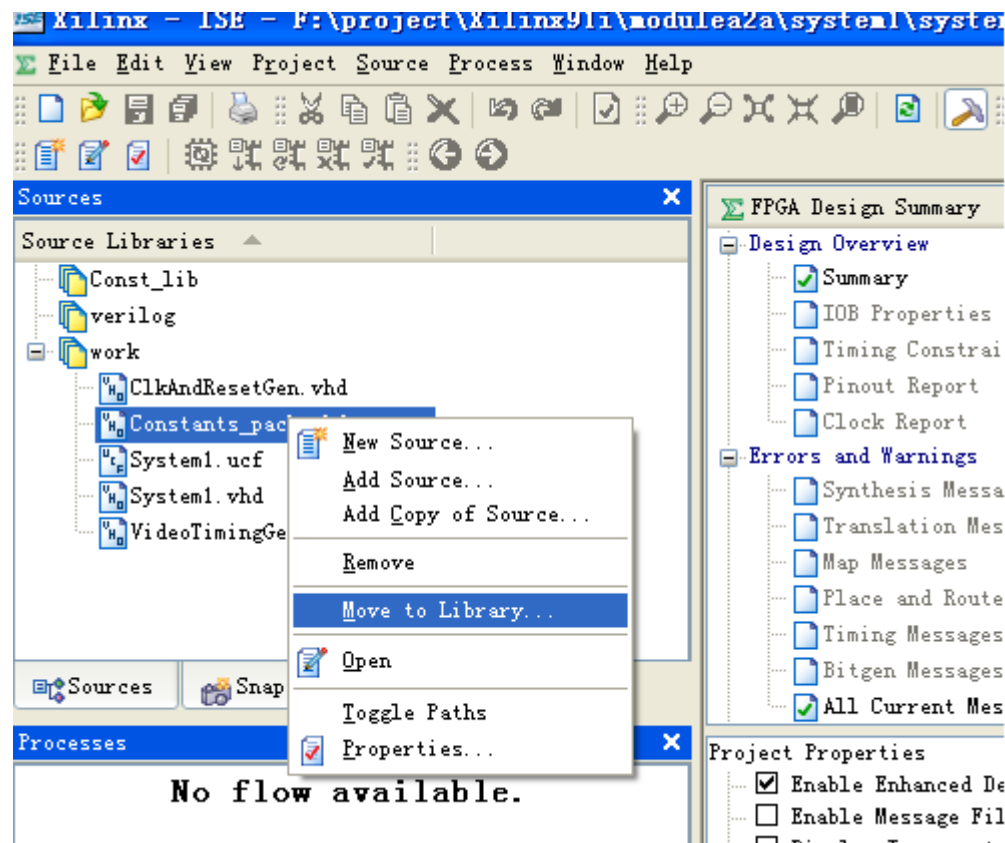 Xilinx - ISE - F:\project\Xilinx91i\modulea2a\system1\syste
File Edit View Project Source Process Window Help
Sources
Source Libraries
Const_lib
verilog
work
ClkAndResetGen.vhd
Constants_pac
System1.ucf
System1.vhd
VideoTimingGe
New Source...
Add Source...
Add Copy of Source...
Remove
Move to Library...
Open
Toggle Paths
Properties...
Sources
Snap
Processes
No flow available.
FPGA Design Summary
Design Overview
Summary
IOB Properties
Timing Constrai
Pinout Report
Clock Report
Errors and Warnings
Synthesis Messa
Translation Mes
Map Messages
Place and Route
Timing Messages
Bitgen Messages
All Current Mes
Project Properties
Enable Enhanced De
Enable Message Fil